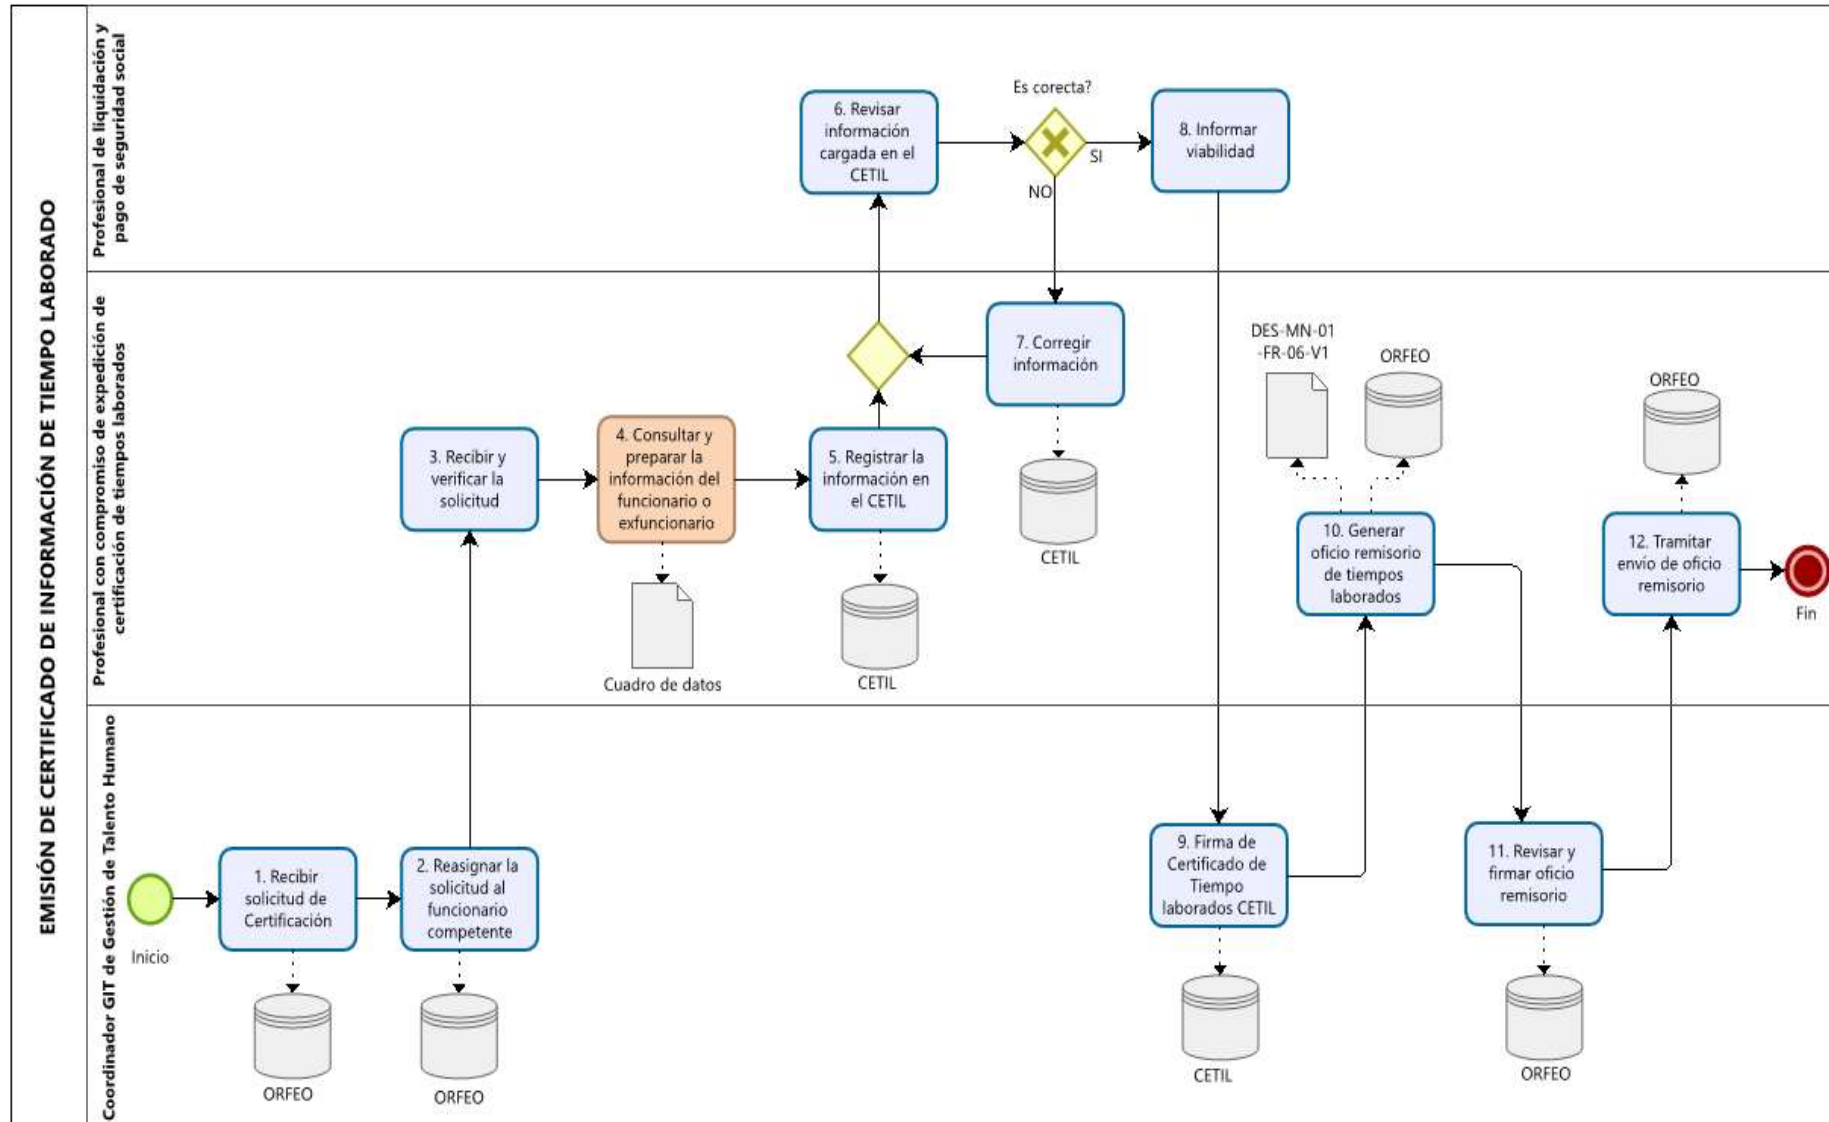 EMISIÓN DE CERTIFICADO DE INFORMACIÓN DE TIEMPO LABORADO
Profesional de liquidación y
pago de seguridad social
6. Revisar
información
cargada en el
CETIL
Es corecta?
SI
NO
8. Informar
viabilidad
Profesional con compromiso de expedición de
certificación de tiempos laborados
3. Recibir y
verificar la
solicitud
4. Consultar y
preparar la
información del
funcionario o
exfuncionario
Cuadro de datos
5. Registrar la
información en
el CETIL
CETIL
7. Corregir
información
CETIL
DES-MN-01
-FR-06-V1
ORFEO
10. Generar
oficio remisorio
de tiempos
laborados
ORFEO
12. Tramitar
envío de oficio
remisorio
Fin
Coordinador GIT de Gestión de Talento Humano
Inicio
1. Recibir
solicitud de
Certificación
ORFEO
2. Reasignar la
solicitud al
funcionario
competente
ORFEO
9. Firma de
Certificado de
Tiempo
laborados CETIL
CETIL
11. Revisar y
firmar oficio
remisorio
ORFEO